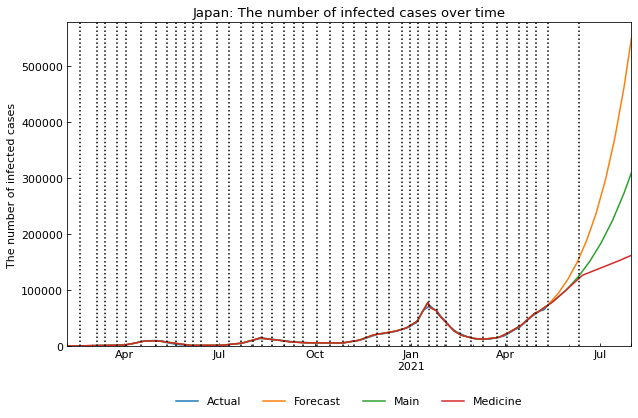 Japan: The number of infected cases over time
The number of infected cases
500000
400000
300000
200000
100000
0
Apr
Jul
Oct
Jan
2021
Apr
Jul
Actual
Forecast
Main
Medicine